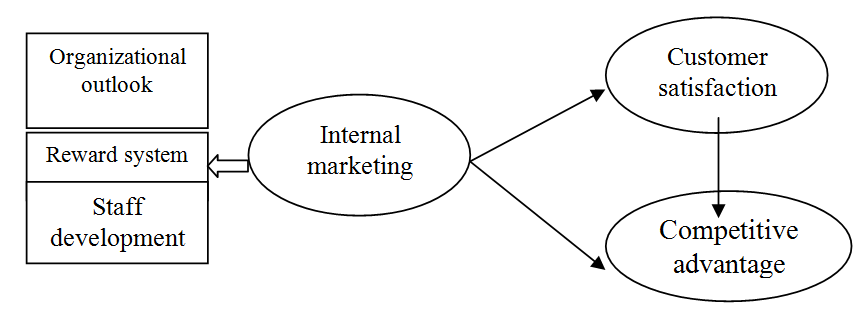 Organizational
outlook
Reward system
Staff
development
Internal
marketing
Customer
satisfaction
Competitive
advantage